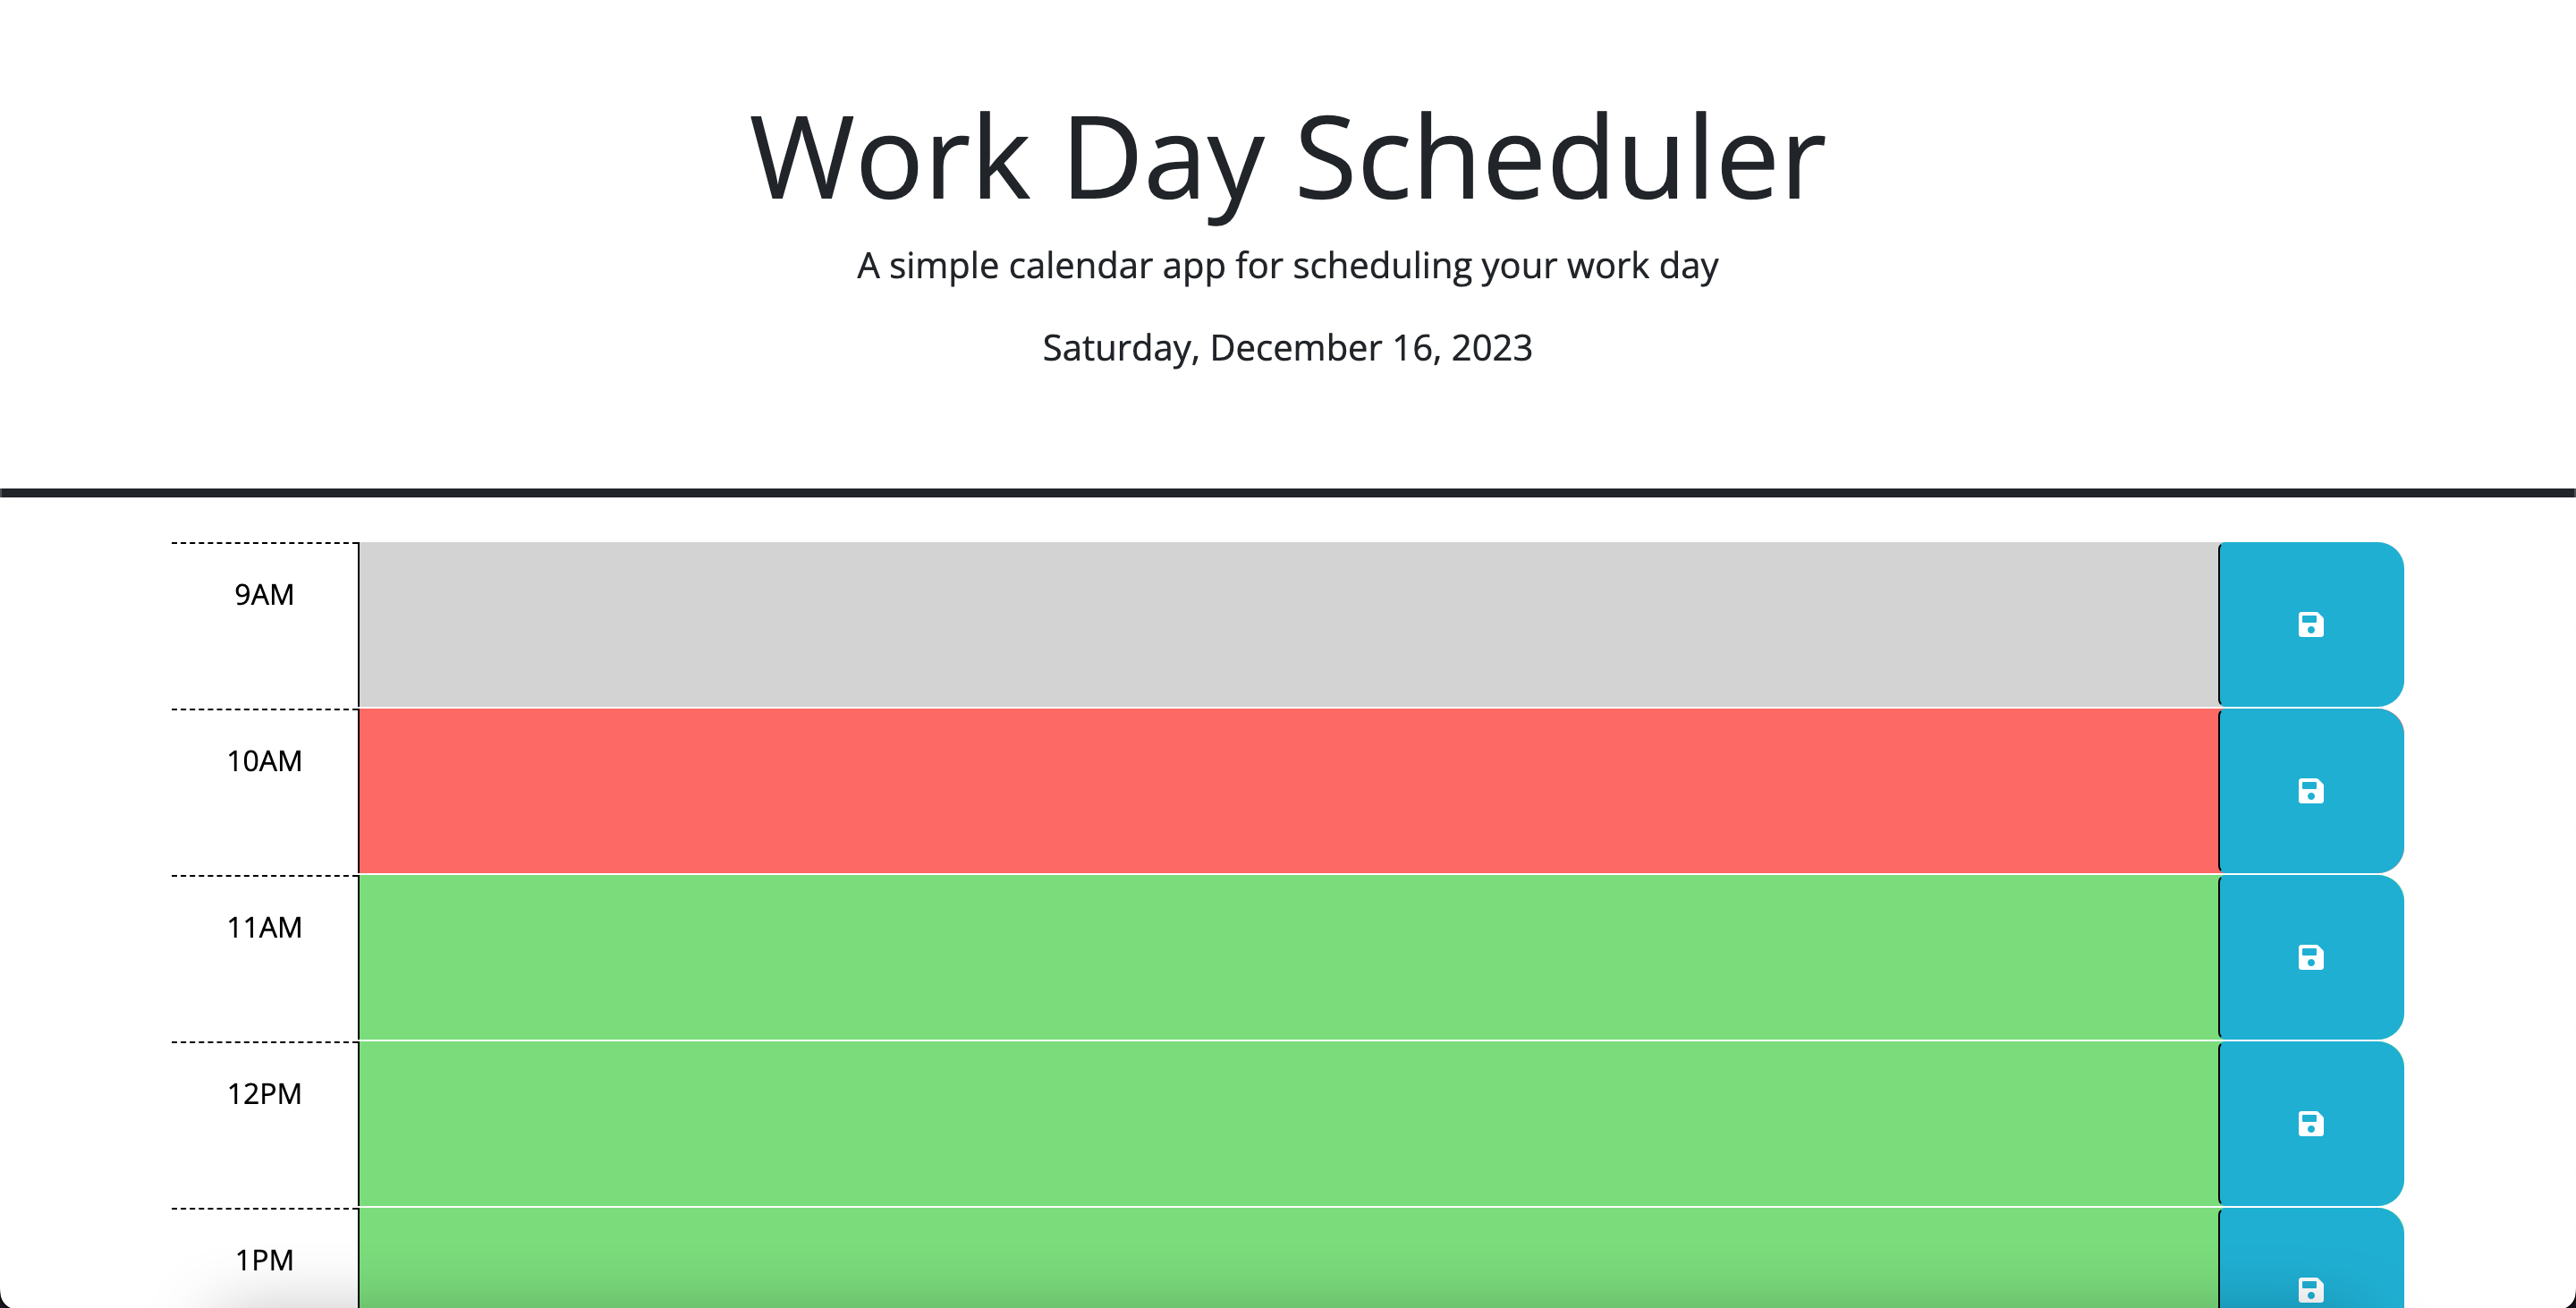 Work Day Scheduler
A simple calendar app for scheduling your work day
Saturday, December 16, 2023
9AM
10AM
11AM
12PM
1PM